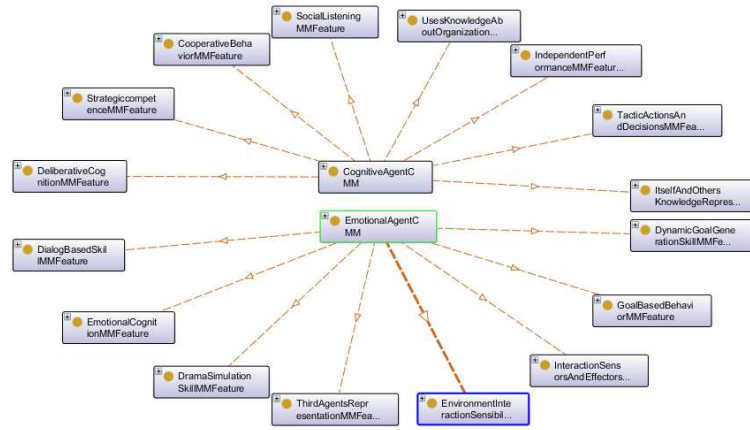 SocialListening
MMFeature
UsesKnowledgeAb
outOrganization...
CooperativeBeha
viorMMFeature
IndependentPerf
ormanceMMFeatur...
Strategiccompet
enceMMFeature
TacticActionsAn
dDecisionsMMFea...
DeliberativeCog
nitionMMFeature
CognitiveAgentC
MM
ItselfAndOthers
KnowledgeRepres...
EmotionalAgentC
MM
DynamicGoalGene
rationSkillMMFe...
DialogBasedSkil
lMMFeature
GoalBasedBehavi
orMMFeature
EmotionalCognit
ionMMFeature
InteractionSens
orsAndEffectors...
DramaSimulation
SkillMMFeature
ThirdAgentsRepr
esentationMMFea...
EnvironmentInte
ractionSensibil...